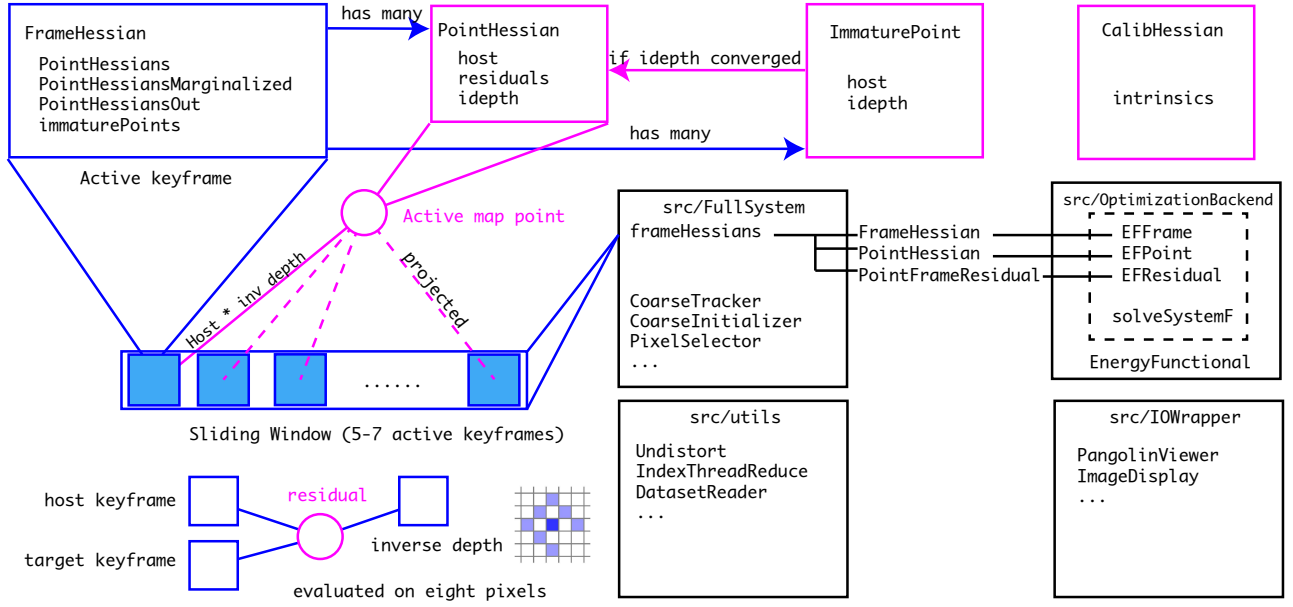 has many
FrameHessian
PointHessians
PointHessiansMarginalized
PointHessiansOut
immaturePoints
Active keyframe
PointHessian
host
residuals
idepth
if idepth converged
has many
ImmaturePoint
host
idepth
CalibHessian
intrinsics
Active map point
Host * inv depth
projected
......
Sliding Window (5-7 active keyframes)
src/FullSystem
frameHessians
CoarseTracker
CoarseInitializer
PixelSelector
...
FrameHessian
PointHessian
PointFrameResidual
src/OptimizationBackend
EFFrame
EFPoint
EFResidual
solveSystemF
EnergyFunctional
host keyframe
target keyframe
residual
inverse depth
evaluated on eight pixels
src/utils
Undistort
IndexThreadReduce
DatasetReader
...
src/IOWrapper
PangolinViewer
ImageDisplay
...